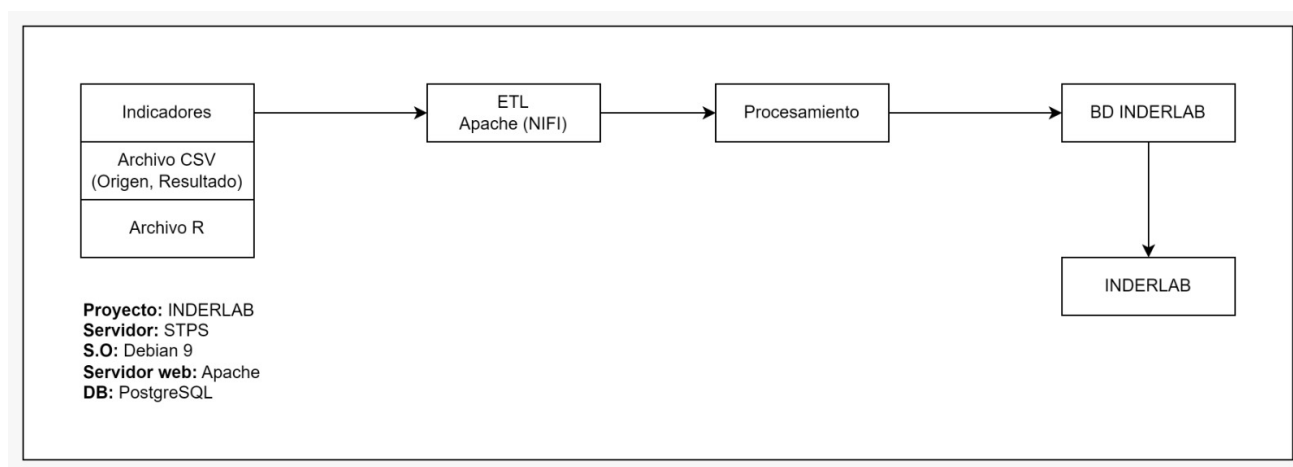 Indicadores
Archivo CSV
(Origen, Resultado)
Archivo R
ETL
Apache (NIFI)
Procesamiento
BD INDERLAB
INDERLAB
Proyecto: INDERLAB
Servidor: STPS
S.O: Debian 9
Servidor web: Apache
DB: PostgreSQL